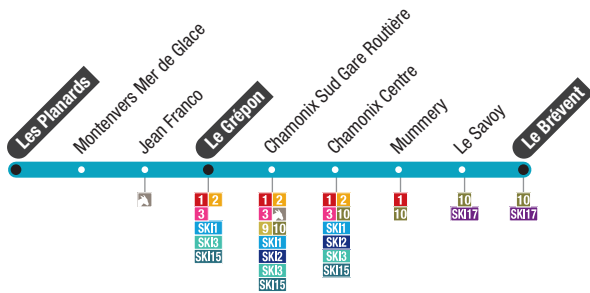 Les Planards
Montenvers Mer de Glace
Jean Franco
Le Grépon
Chamonix Sud Gare Routière
Chamonix Centre
Mummery
Le Savoy
Le Brévent
1 2
3
SKI1
SKI3
SKI15
1 2
3
9 10
SKI1
SKI2
SKI3
SKI15
1 2
3 10
SKI1
SKI2
SKI3
SKI15
1
10
10
SKI17
10
SKI17